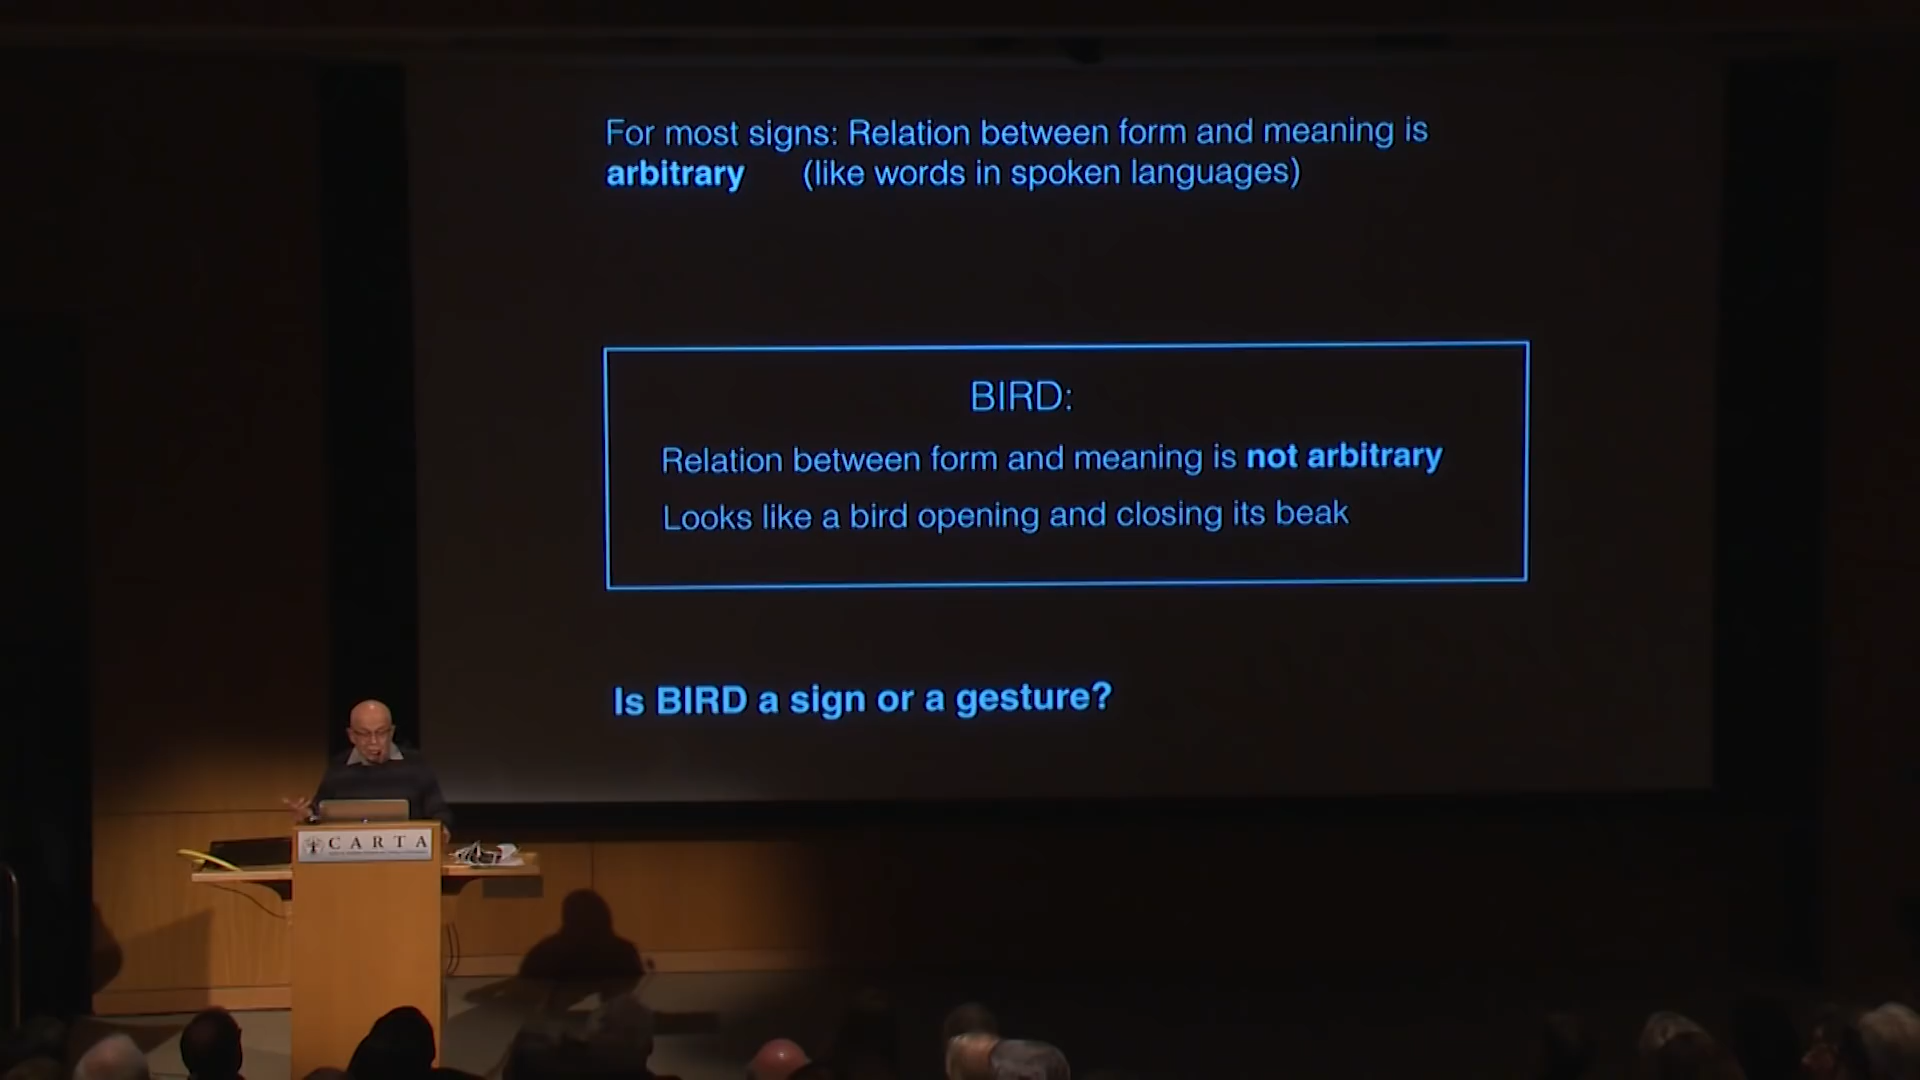 For most signs: Relation between form and meaning is
arbitrary (like words in spoken languages)
BIRD:
Relation between form and meaning is not arbitrary
Looks like a bird opening and closing its beak
Is BIRD a sign or a gesture?
CARTA